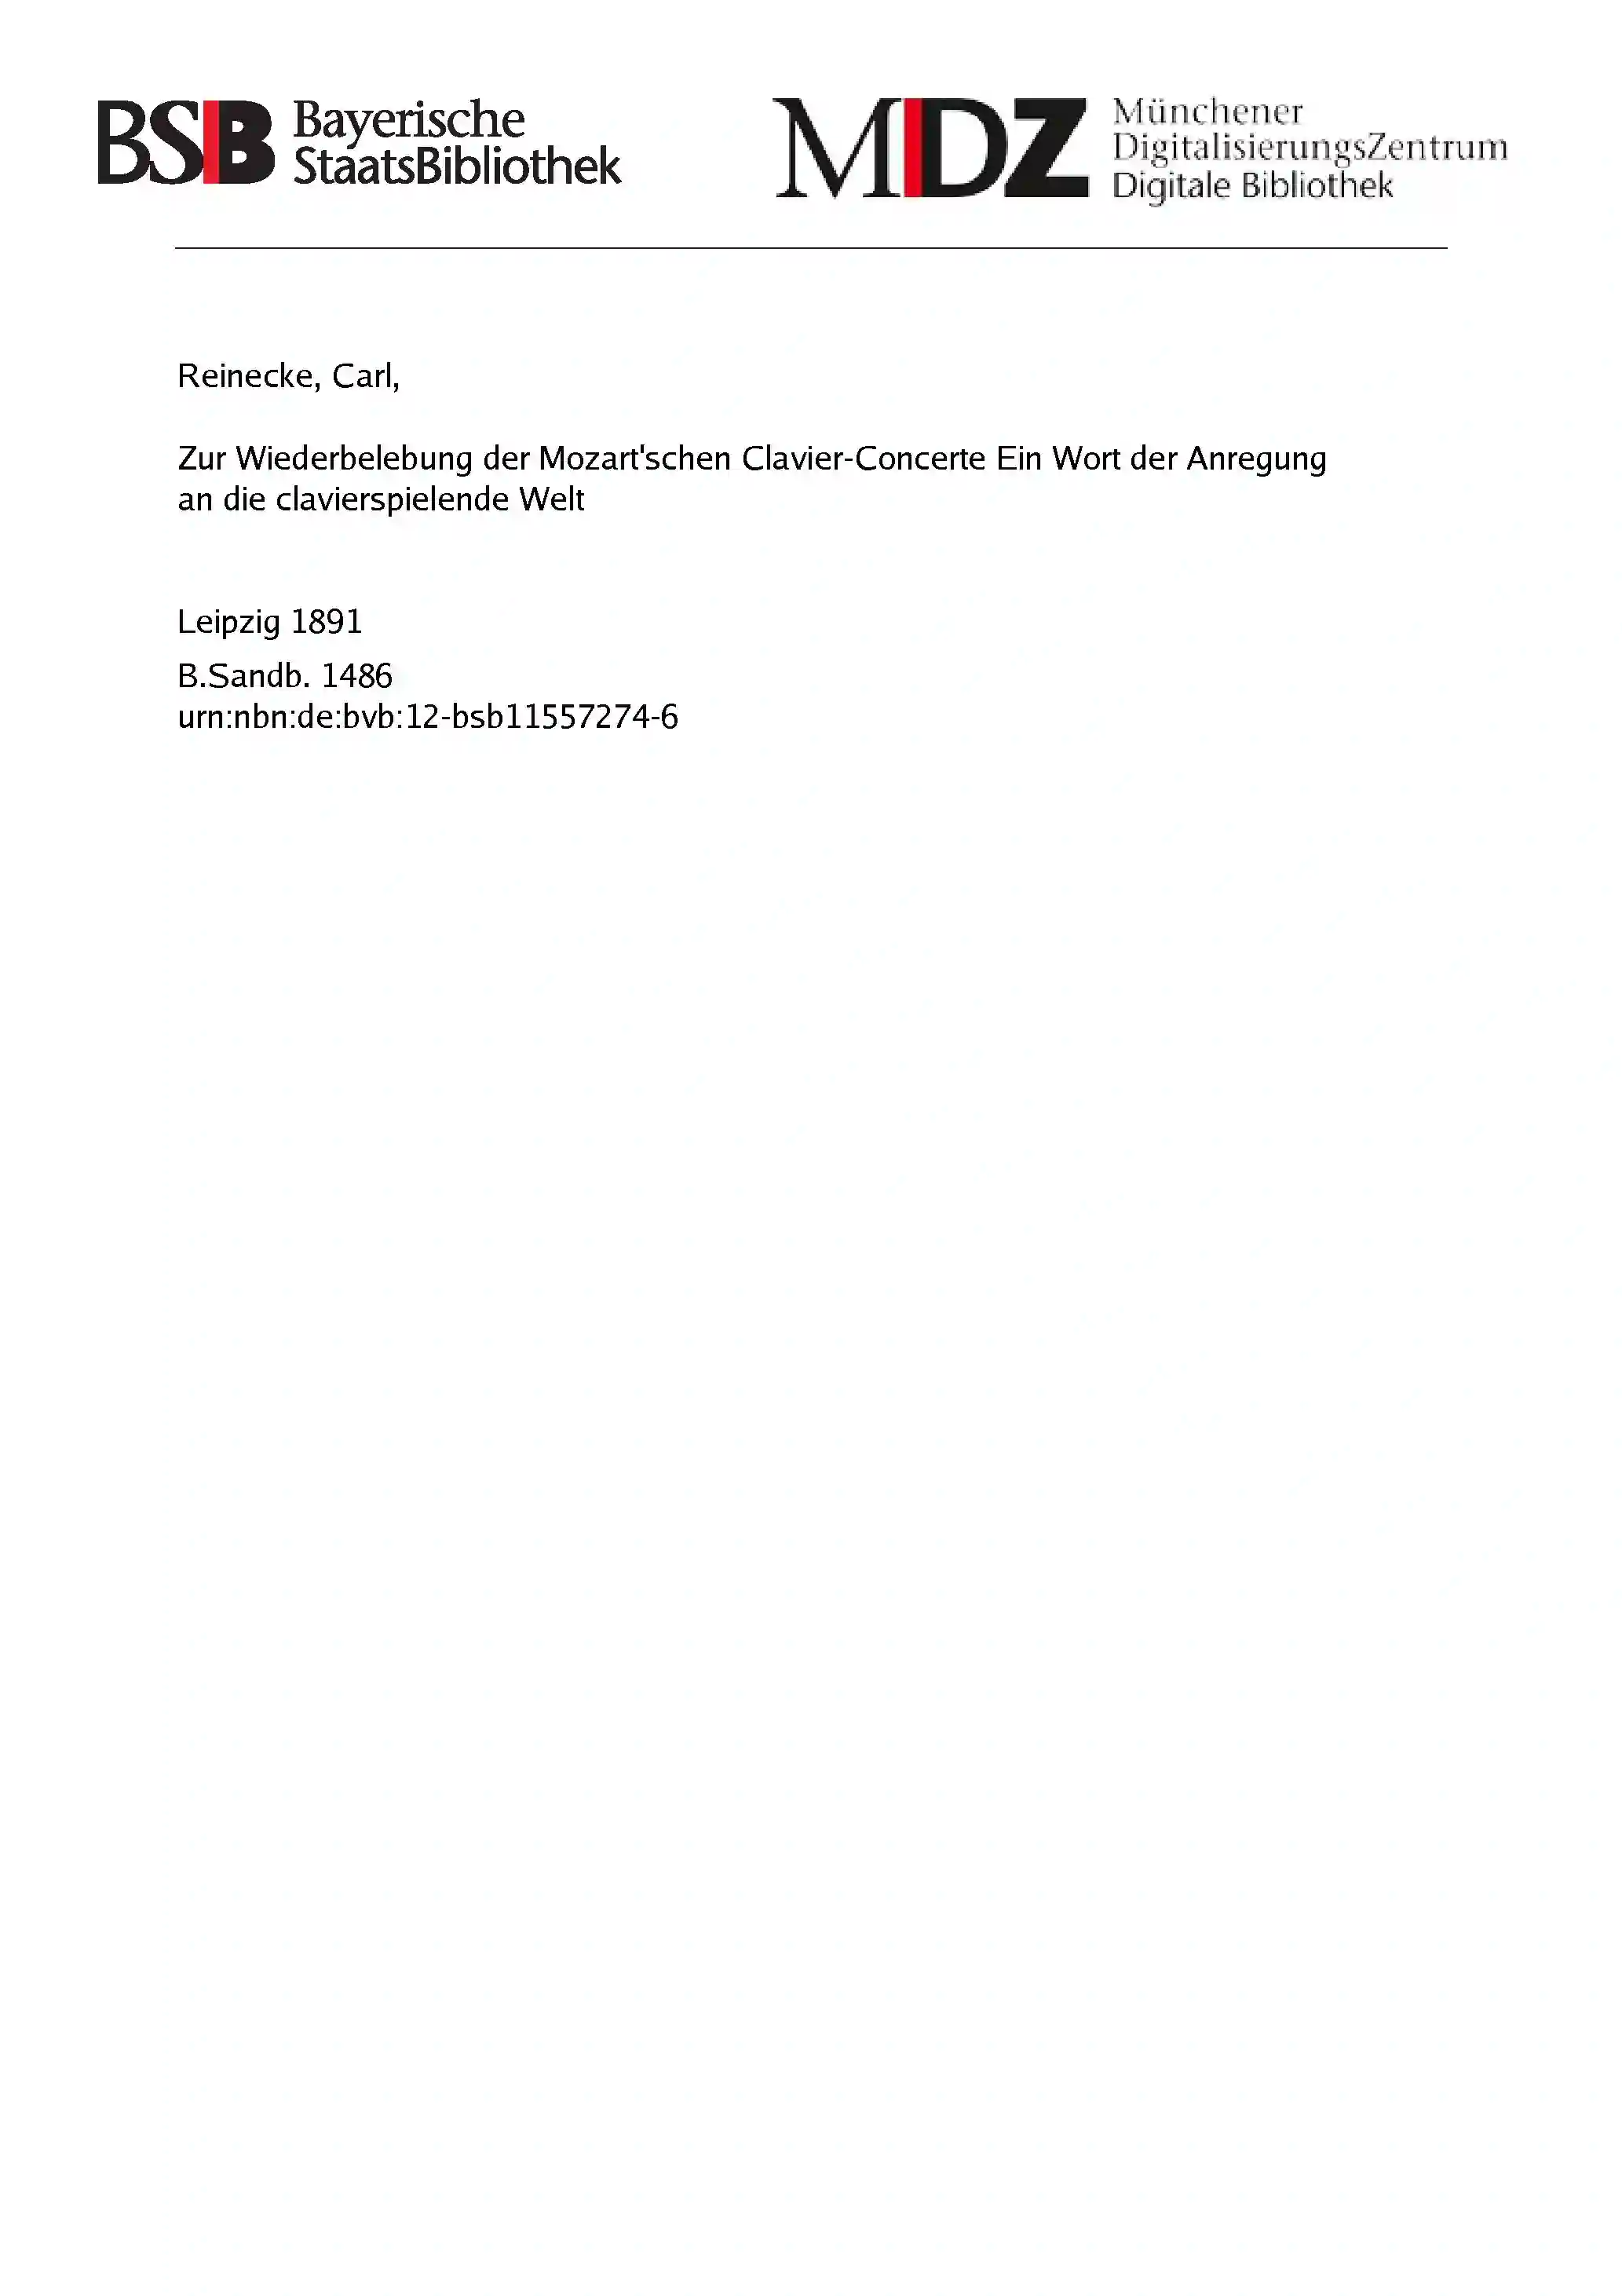 BSB Bayerische
StaatsBibliothek
MDZ Münchener
DigitalisierungsZentrum
Digitale Bibliothek
Reinecke, Carl,
Zur Wiederbelebung der Mozart'schen Clavier-Concerte Ein Wort der Anregung
an die clavierspielende Welt
Leipzig 1891
B.Sandb. 1486
urn:nbn:de:bvb:12-bsb11557274-6